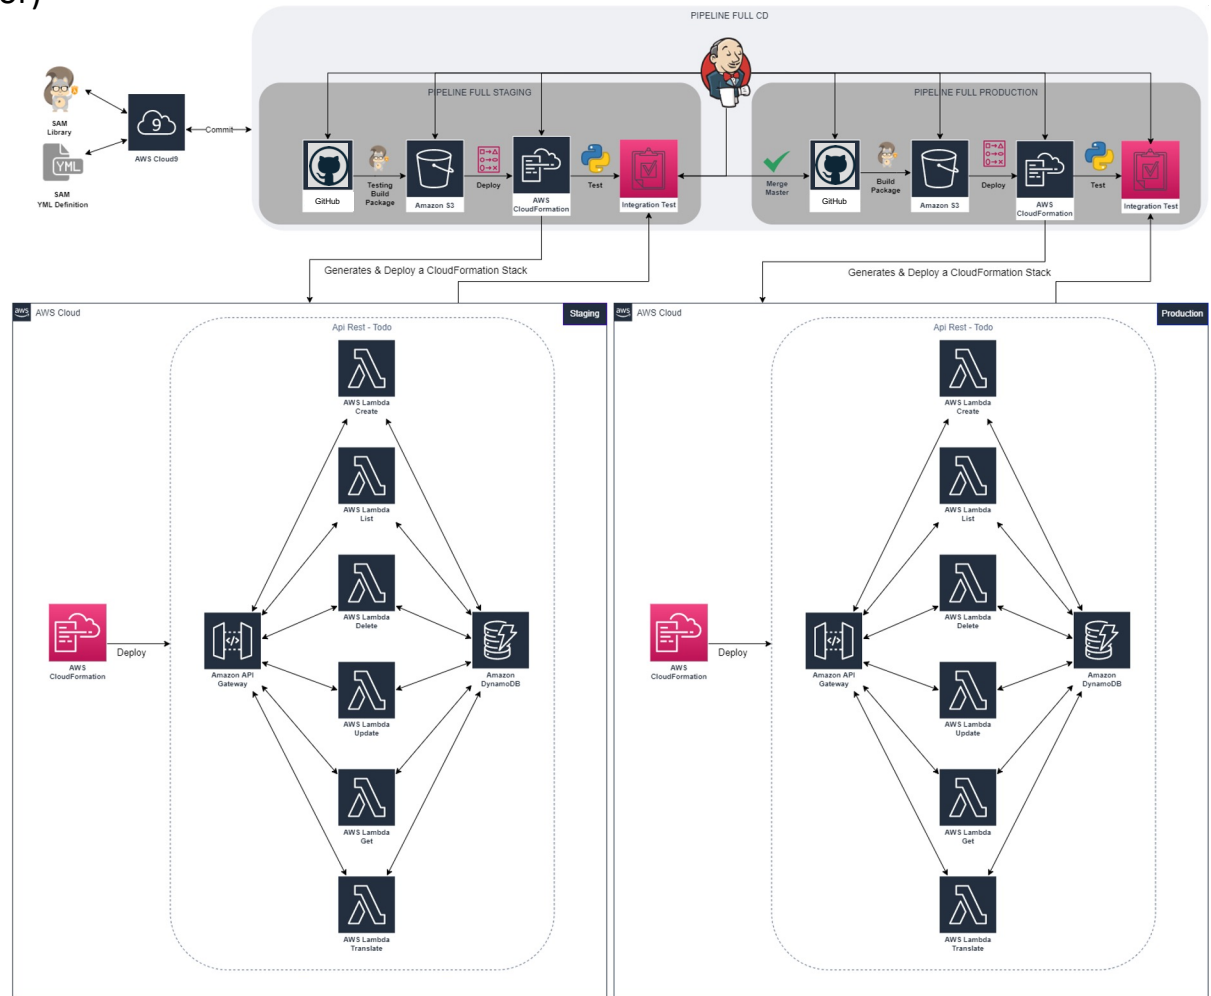 PIPELINE FULL CD
PIPELINE FULL STAGING
PIPELINE FULL PRODUCTION
SAM
Library
9
AWS Cloud9
Commit
YML
SAM
YML Definition
GitHub
Testing
Build
Package
Amazon S3
Deploy
AWS
CloudFormation
Test
Integration Test
Merge
Master
GitHub
Build
Package
Amazon S3
Deploy
AWS
CloudFormation
Test
Integration Test
Generates & Deploy a CloudFormation Stack
Generates & Deploy a CloudFormation Stack
aws
AWS Cloud
Staging
Api Rest - Todo
AWS Lambda
Create
AWS Lambda
List
AWS Lambda
Delete
AWS
CloudFormation
Deploy
</>
Amazon API
Gateway
Amazon
DynamoDB
AWS Lambda
Update
AWS Lambda
Get
AWS Lambda
Translate
aws
AWS Cloud
Production
Api Rest - Todo
AWS Lambda
Create
AWS Lambda
List
AWS Lambda
Delete
AWS
CloudFormation
Deploy
</>
Amazon API
Gateway
Amazon
DynamoDB
AWS Lambda
Update
AWS Lambda
Get
AWS Lambda
Translate